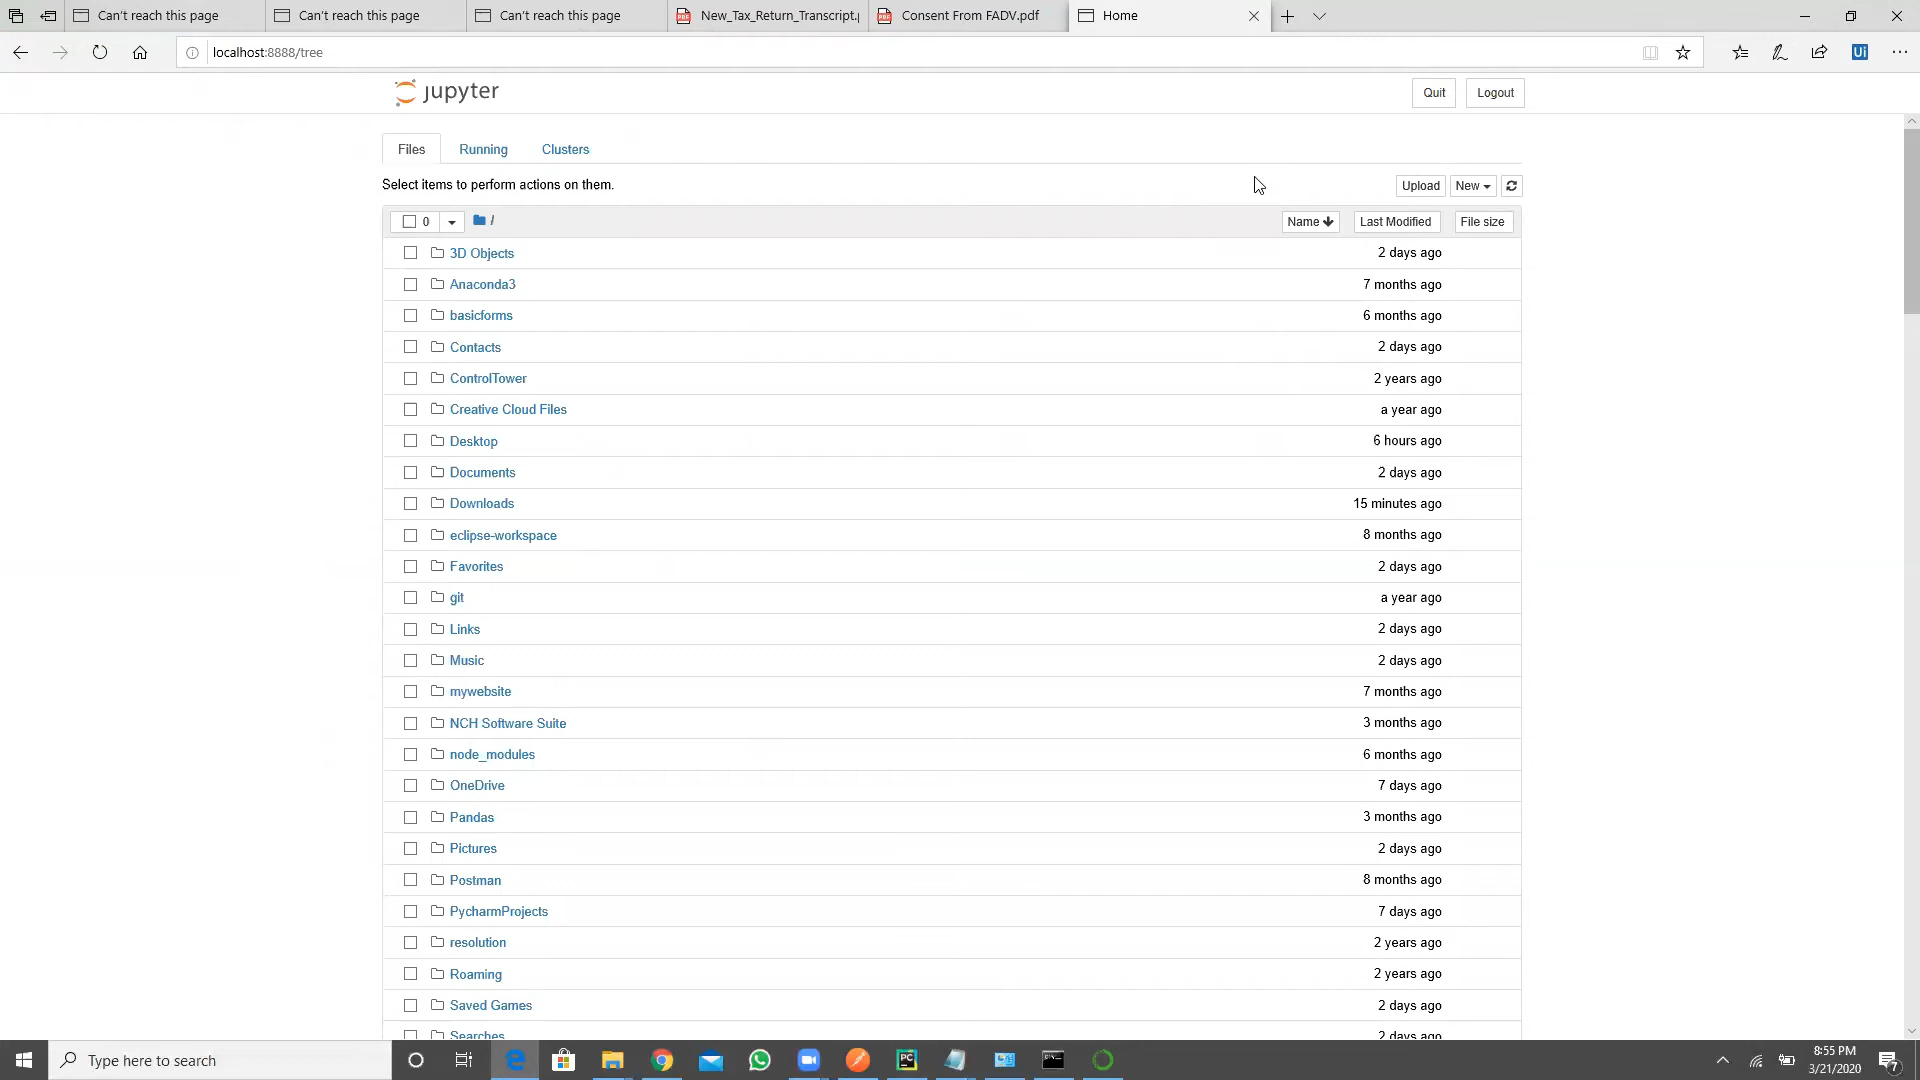 Can't reach this page
Can't reach this page
Can't reach this page
New_Tax_Return_Transcript.
Consent From FADV.pdf
Home
localhost:8888/tree
Ui
jupyter
Quit
Logout
Files
Running
Clusters
Select items to perform actions on them.
Upload
New
0
/
Name
Last Modified
File size
3D Objects 2 days ago
Anaconda3 7 months ago
basicforms 6 months ago
Contacts 2 days ago
ControlTower 2 years ago
Creative Cloud Files a year ago
Desktop 6 hours ago
Documents 2 days ago
Downloads 15 minutes ago
eclipse-workspace 8 months ago
Favorites 2 days ago
git a year ago
Links 2 days ago
Music 2 days ago
mywebsite 7 months ago
NCH Software Suite 3 months ago
node_modules 6 months ago
OneDrive 7 days ago
Pandas 3 months ago
Pictures 2 days ago
Postman 8 months ago
PycharmProjects 7 days ago
resolution 2 years ago
Roaming 2 years ago
Saved Games 2 days ago
Searches 2 days ago
Type here to search
PC
8:55 PM
3/21/2020
7